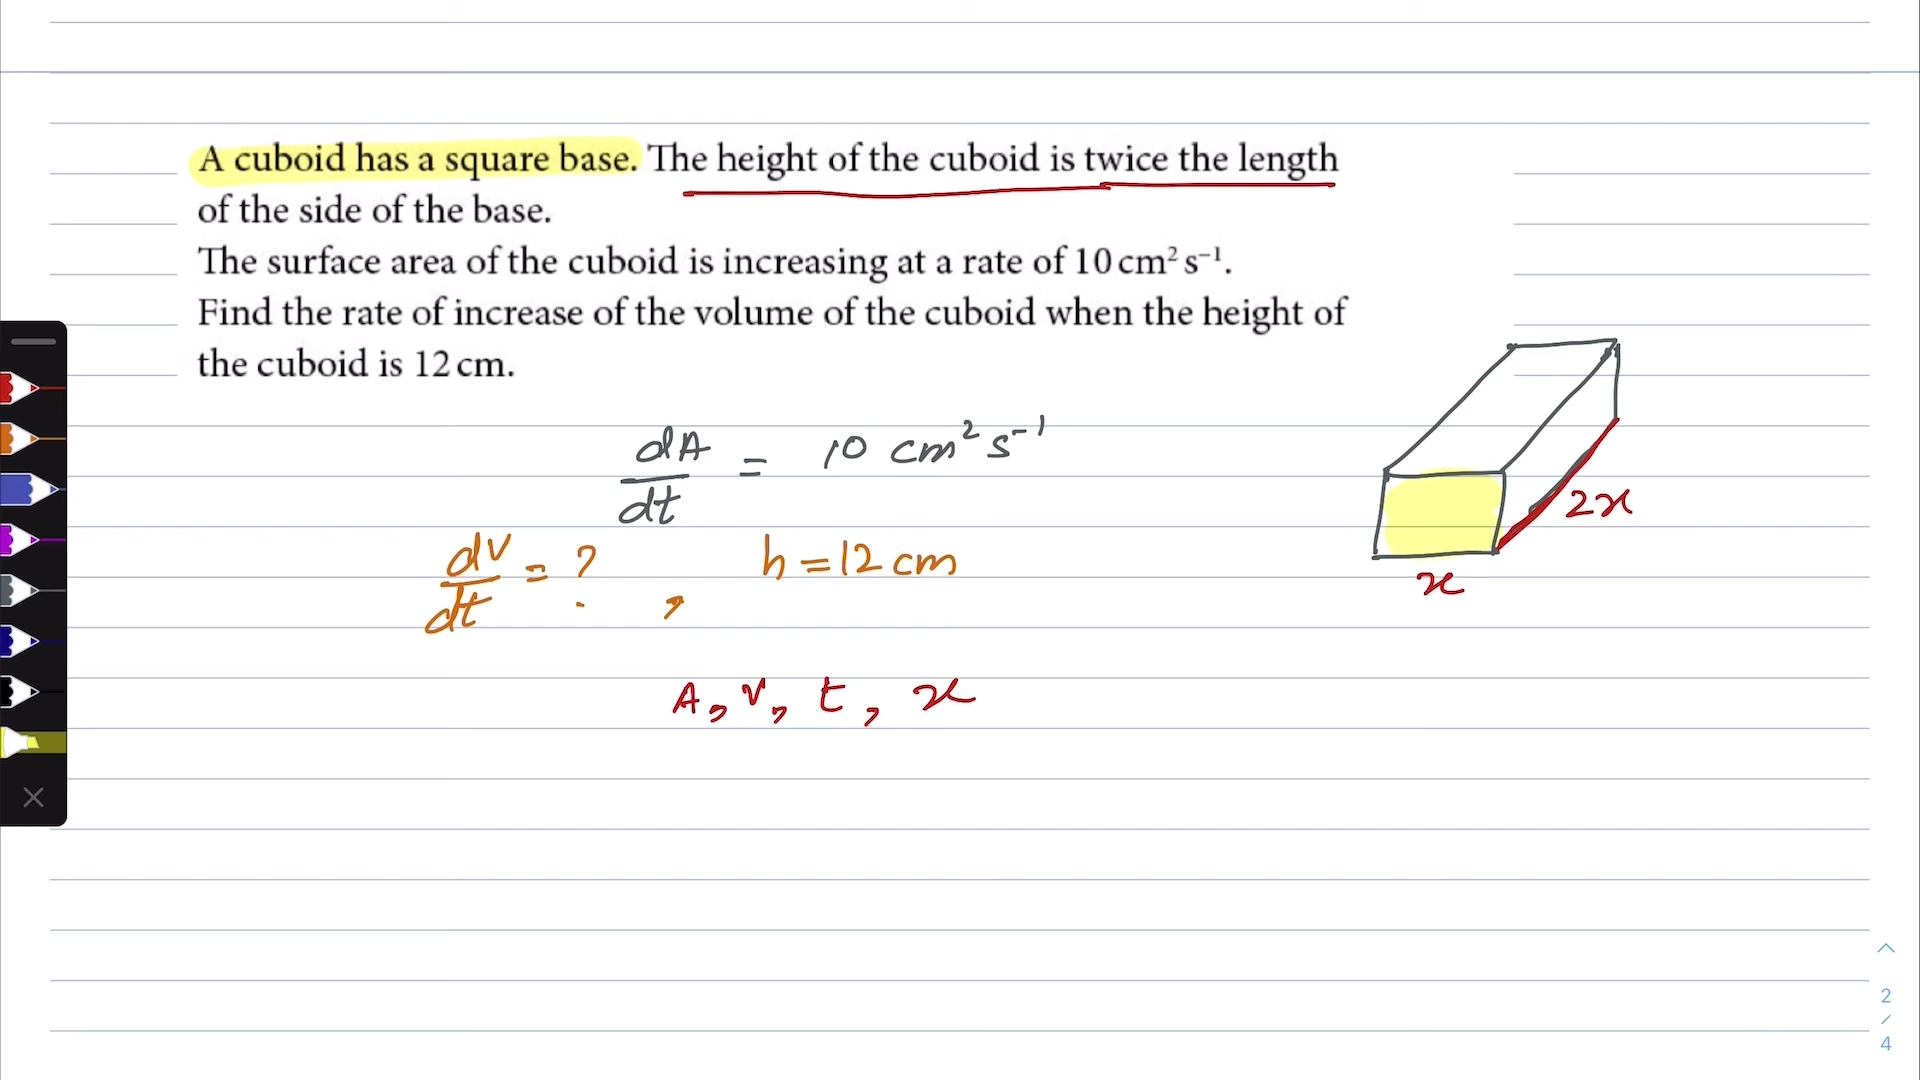 A cuboid has a square base. The height of the cuboid is twice the length
of the side of the base.
The surface area of the cuboid is increasing at a rate of 10 cm² s⁻¹.
Find the rate of increase of the volume of the cuboid when the height of
the cuboid is 12 cm.
dA/dt = 10 cm² s⁻¹
dV/dt = ? , h = 12 cm
2x
x
A, V, t, x
2
/
4